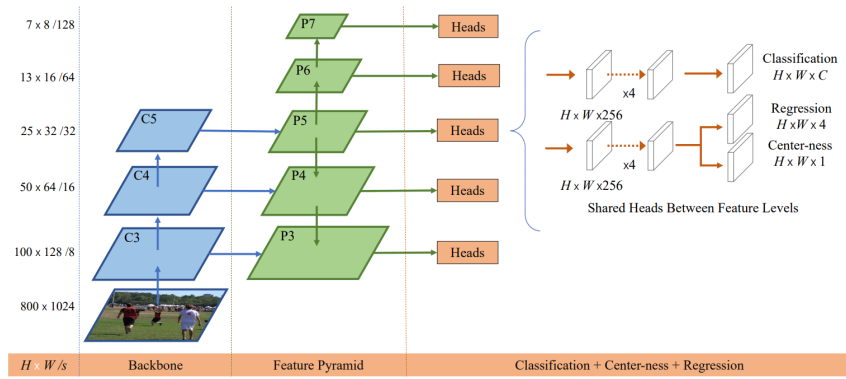 7 x 8 /128
P7
Heads
13 x 16 /64
P6
Heads
25 x 32 /32
C5
P5
Heads
50 x 64 /16
C4
P4
Heads
100 x 128 /8
C3
P3
Heads
800 x 1024
x4
H x W x256
Classification
H x W x C
x4
H x W x256
Regression
H x W x 4
Center-ness
H x W x 1
Shared Heads Between Feature Levels
H x W /s
Backbone
Feature Pyramid
Classification + Center-ness + Regression